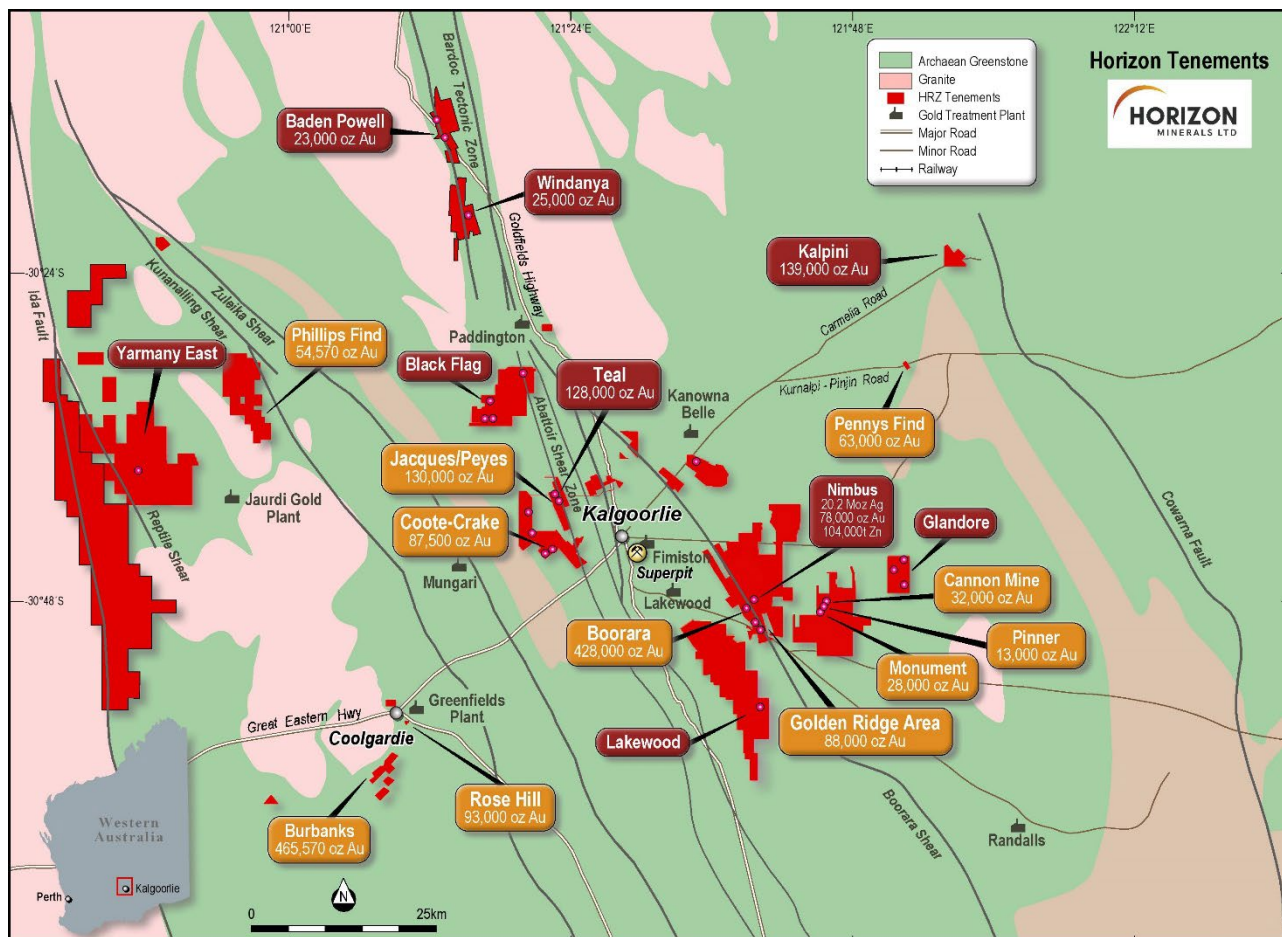 121°00'E
121°24'E
121°48'E
122°12'E
-30°24'S
-30°48'S
Horizon Tenements
HORIZON
MINERALS LTD
Archaean Greenstone
Granite
HRZ Tenements
Gold Treatment Plant
Major Road
Minor Road
Railway
Bardoc Tectonic Zone
Baden Powell
23,000 oz Au
Windanya
25,000 oz Au
Goldfields Highway
Kalpini
139,000 oz Au
Carmelia Road
Ida Fault
Kunanalling Shear
Zuleika Shear
Phillips Find
54,570 oz Au
Paddington
Yarmany East
Black Flag
Teal
128,000 oz Au
Kanowna
Belle
Kurnalpi - Pinjin Road
Pennys Find
63,000 oz Au
Abattoir Shear Zone
Jacques/Peyes
130,000 oz Au
Jaurdi Gold
Plant
Reptile Shear
Coote-Crake
87,500 oz Au
Kalgoorlie
Fimiston
Superpit
Nimbus
20.2 Moz Ag
78,000 oz Au
104,000t Zn
Glandore
Cowarna Fault
Mungari
Lakewood
Cannon Mine
32,000 oz Au
Boorara
428,000 oz Au
Pinner
13,000 oz Au
Monument
28,000 oz Au
Golden Ridge Area
88,000 oz Au
Lakewood
Greenfields
Plant
Great Eastern Hwy
Coolgardie
Rose Hill
93,000 oz Au
Burbanks
465,570 oz Au
Boorara Shear
Randalls
Western
Australia
Perth
Kalgoorlie
N
0
25km